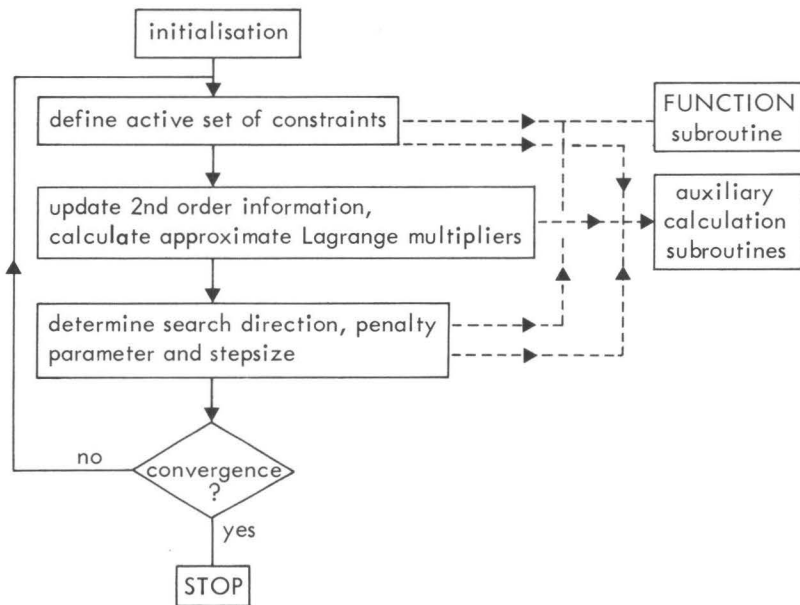 initialisation
define active set of constraints
FUNCTION
subroutine
update 2nd order information,
calculate approximate Lagrange multipliers
auxiliary
calculation
subroutines
determine search direction, penalty
parameter and stepsize
no
convergence
?
yes
STOP